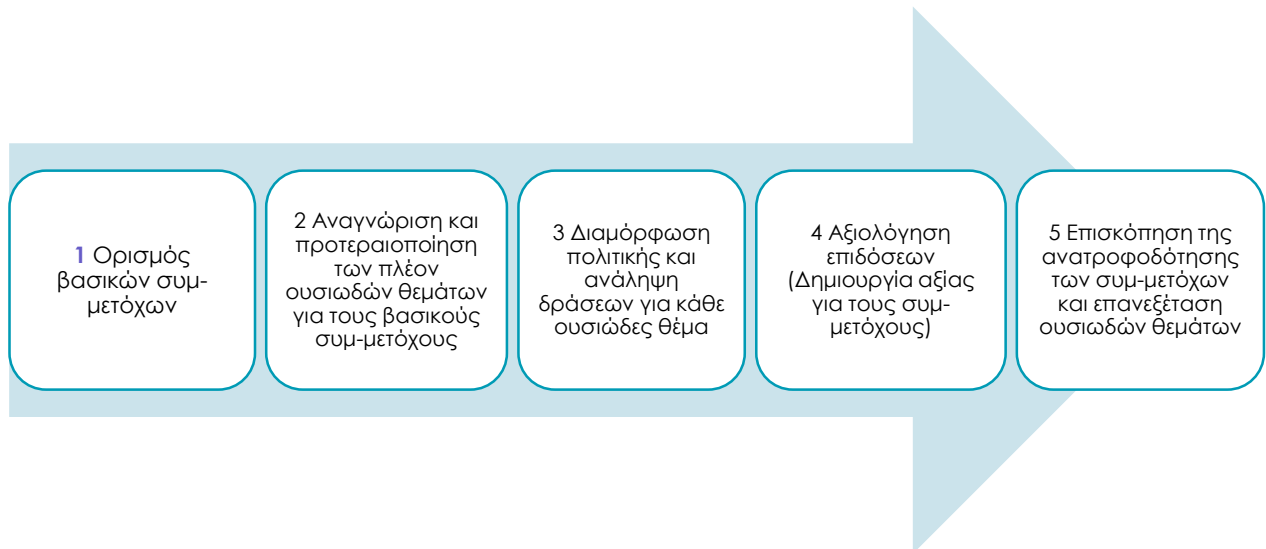 1 Ορισμός
βασικών συμ-
μετόχων
2 Αναγνώριση και
προτεραιοποίηση
των πλέον
ουσιωδών θεμάτων
για τους βασικούς
συμ-μετόχους
3 Διαμόρφωση
πολιτικής και
ανάληψη
δράσεων για κάθε
ουσιώδες θέμα
4 Αξιολόγηση
επιδόσεων
(Δημιουργία αξίας
για τους συμ-
μετόχους)
5 Επισκόπηση της
ανατροφοδότησης
των συμ-μετόχων
και επανεξέταση
ουσιωδών θεμάτων